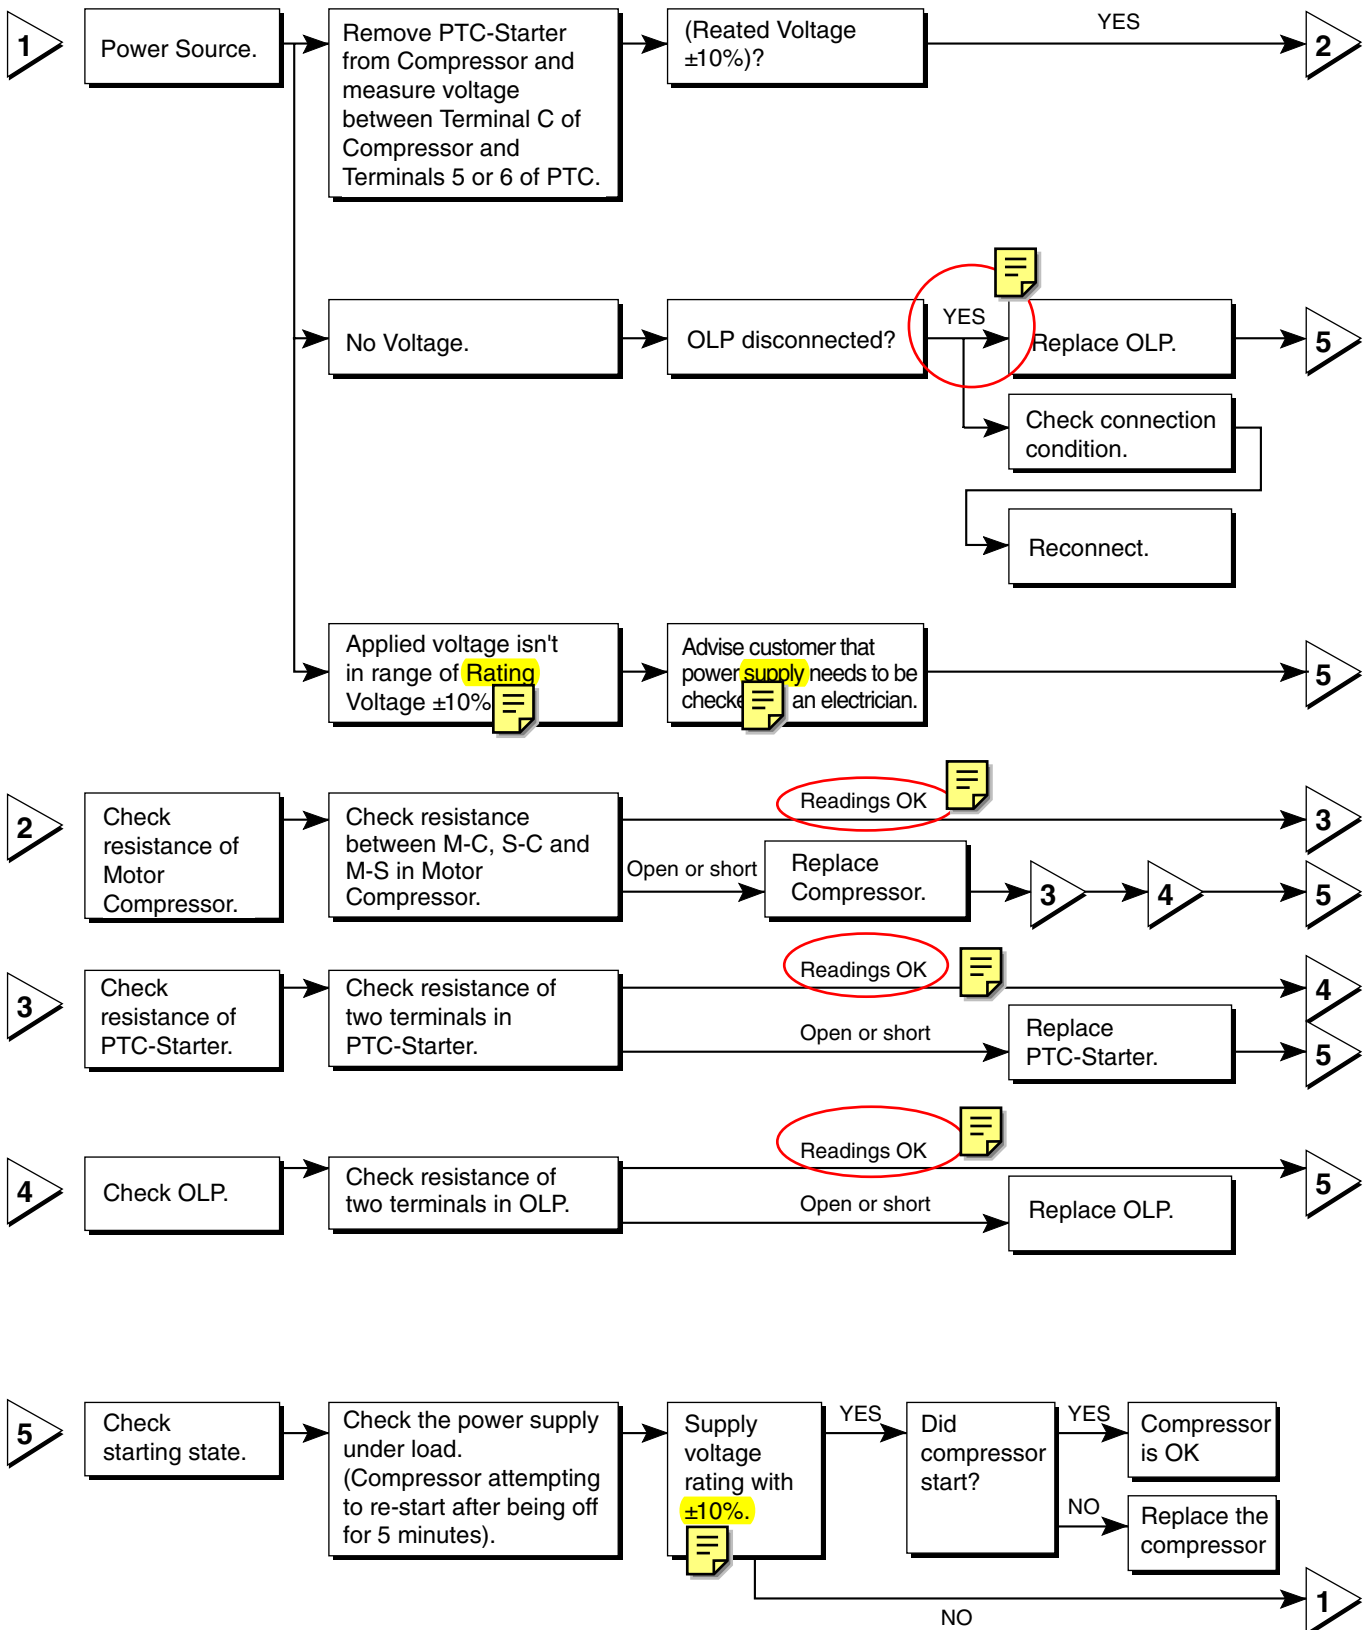 1
Power Source.
Remove PTC-Starter
from Compressor and
measure voltage
between Terminal C of
Compressor and
Terminals 5 or 6 of PTC.
(Reated Voltage
±10%)?
YES
2
No Voltage.
OLP disconnected?
YES
Replace OLP.
5
Check connection
condition.
Reconnect.
Applied voltage isn't
in range of Rating
Voltage ±10%
Advise customer that
power supply needs to be
an electrician.
5
2
Check
resistance of
Motor
Compressor.
Check resistance
between M-C, S-C and
M-S in Motor
Compressor.
Readings OK
3
Open or short
Replace
Compressor.
3
4
5
3
Check
resistance of
PTC-Starter.
Check resistance of
two terminals in
PTC-Starter.
Readings OK
4
Open or short
Replace
PTC-Starter.
5
4
Check OLP.
Check resistance of
two terminals in OLP.
Readings OK
5
Open or short
Replace OLP.
5
Check
starting state.
Check the power supply
under load.
(Compressor attempting
to re-start after being off
for 5 minutes).
Supply
voltage
rating with
±10%.
YES
Did
compressor
start?
YES
Compressor
is OK
NO
Replace the
compressor
NO
1